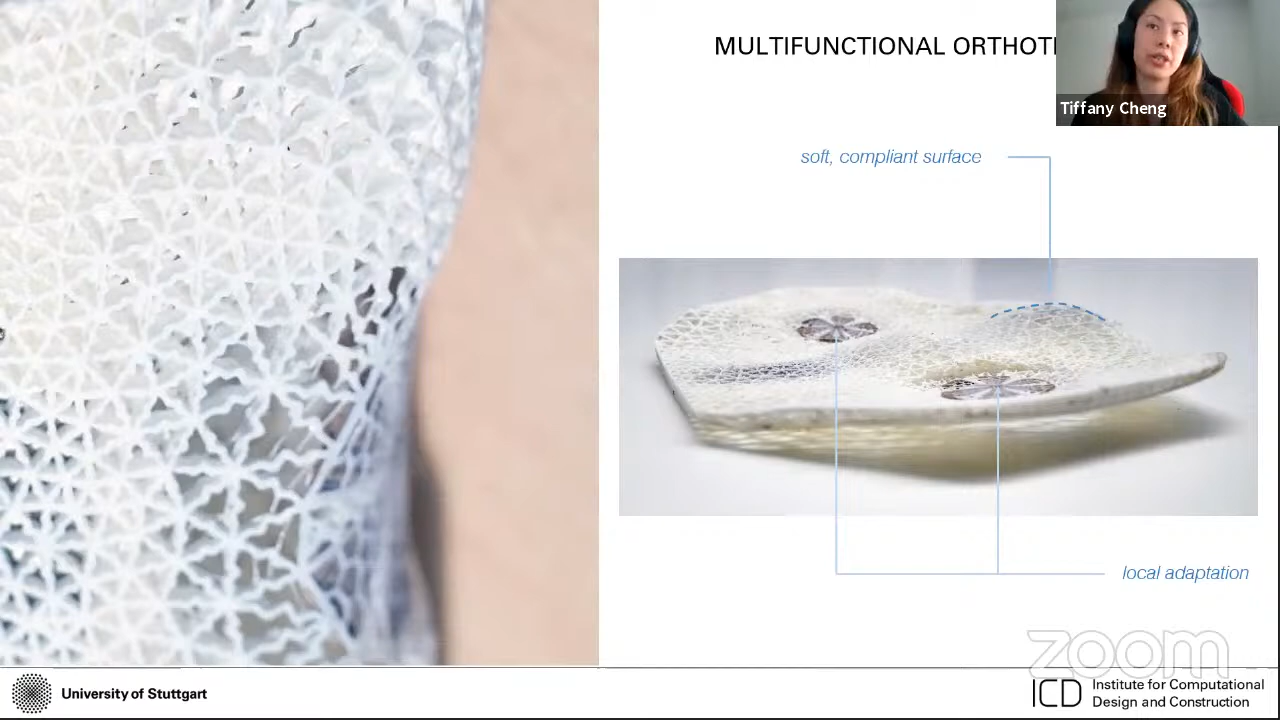 MULTIFUNCTIONAL ORTHOTI
Tiffany Cheng
soft, compliant surface
local adaptation
zoom
University of Stuttgart
ICD
Institute for Computational
Design and Construction